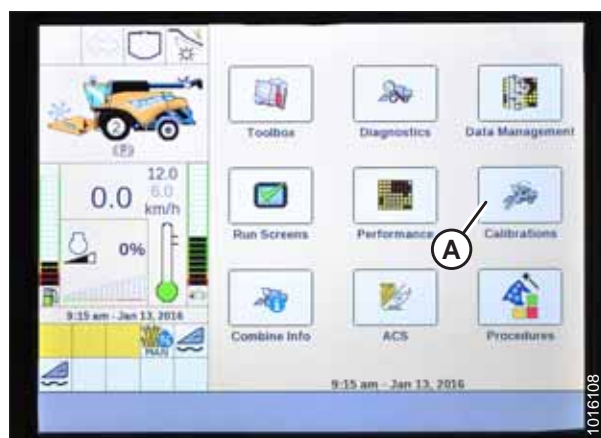 2
(P)
12.0
6.0
0.0
km/h
0%
9:15 am - Jan 13, 2016
MAN
Toolbox
Diagnostics
Data Management
Run Screens
Performance
Calibrations
A
Combine Info
ACS
Procedures
9:15 am - Jan 13, 2016
1016108